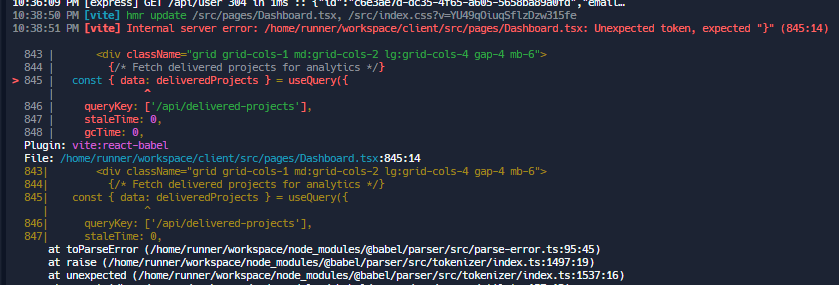 10:36:09 PM [express] GET /api/user 304 in 1ms :: {"id":"c6e3ae7d-dc35-4f65-a605-5658ba89a0fd","email…
10:38:50 PM [vite] hmr update /src/pages/Dashboard.tsx, /src/index.css?v=YU49qOiuqSflzDzw315fe
10:38:51 PM [vite] Internal server error: /home/runner/workspace/client/src/pages/Dashboard.tsx: Unexpected token, expected "}" (845:14)
843 | <div className="grid grid-cols-1 md:grid-cols-2 lg:grid-cols-4 gap-4 mb-6">
844 | {/* Fetch delivered projects for analytics */}
> 845 | const { data: deliveredProjects } = useQuery({
| ^
846 | queryKey: ['/api/delivered-projects'],
847 | staleTime: 0,
848 | gcTime: 0,
Plugin: vite:react-babel
File: /home/runner/workspace/client/src/pages/Dashboard.tsx:845:14
843| <div className="grid grid-cols-1 md:grid-cols-2 lg:grid-cols-4 gap-4 mb-6">
844| {/* Fetch delivered projects for analytics */}
845| const { data: deliveredProjects } = useQuery({
| ^
846| queryKey: ['/api/delivered-projects'],
847| staleTime: 0,
at toParseError (/home/runner/workspace/node_modules/@babel/parser/src/parse-error.ts:95:45)
at raise (/home/runner/workspace/node_modules/@babel/parser/src/tokenizer/index.ts:1497:19)
at unexpected (/home/runner/workspace/node_modules/@babel/parser/src/tokenizer/index.ts:1537:16)